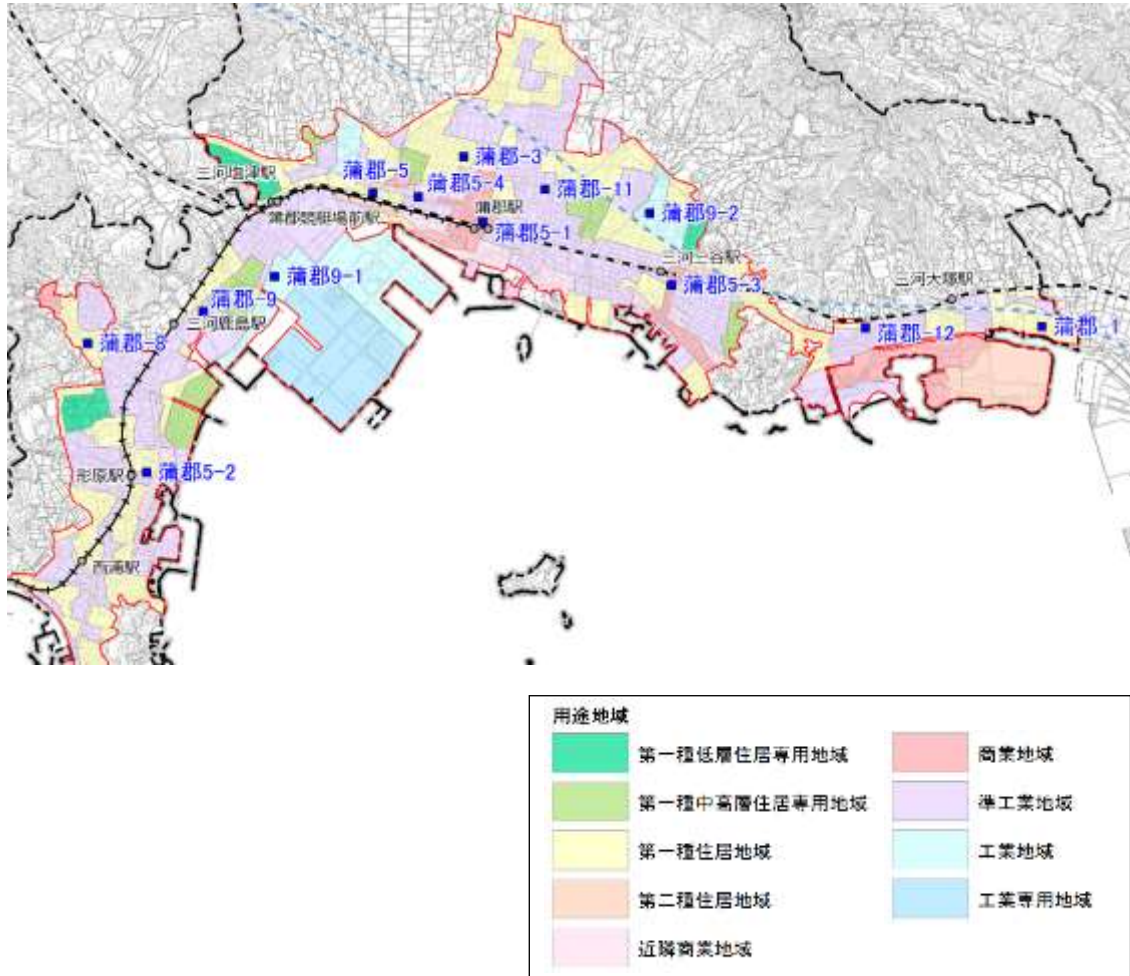 三河塩津駅
蒲郡-5
蒲郡-3
蒲郡5-4
蒲郡-11
蒲郡競艇場前駅
蒲郡駅
蒲郡9-2
蒲郡5-1
三河三谷駅
蒲郡9-1
蒲郡5-3
三河大塚駅
蒲郡-9
三河鹿島駅
蒲郡-8
蒲郡-12
蒲郡-1
形原駅
蒲郡5-2
西浦駅
用途地域
第一種低層住居専用地域
第一種中高層住居専用地域
第一種住居地域
第二種住居地域
近隣商業地域
商業地域
準工業地域
工業地域
工業専用地域